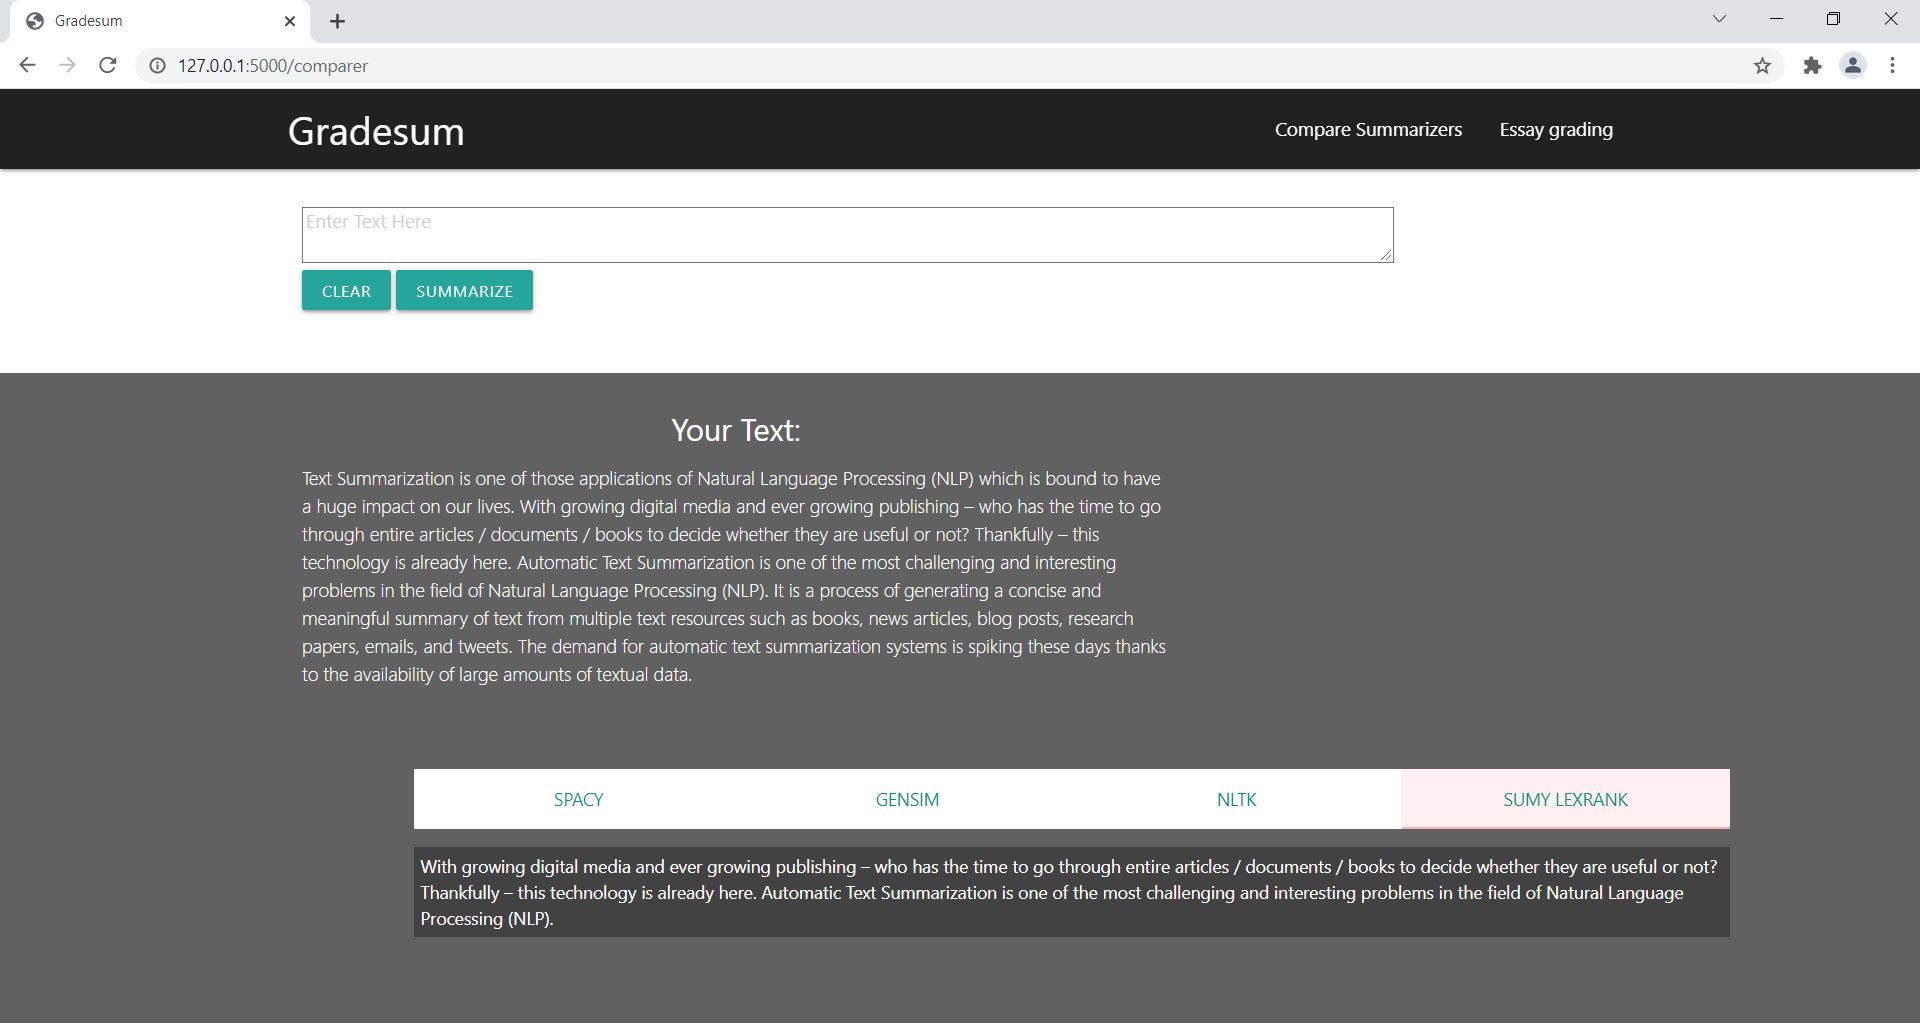 Gradesum
127.0.0.1:5000/comparer
Gradesum
Compare Summarizers
Essay grading
Enter Text Here
CLEAR
SUMMARIZE
Your Text:
Text Summarization is one of those applications of Natural Language Processing (NLP) which is bound to have
a huge impact on our lives. With growing digital media and ever growing publishing – who has the time to go
through entire articles / documents / books to decide whether they are useful or not? Thankfully – this
technology is already here. Automatic Text Summarization is one of the most challenging and interesting
problems in the field of Natural Language Processing (NLP). It is a process of generating a concise and
meaningful summary of text from multiple text resources such as books, news articles, blog posts, research
papers, emails, and tweets. The demand for automatic text summarization systems is spiking these days thanks
to the availability of large amounts of textual data.
SPACY
GENSIM
NLTK
SUMY LEXRANK
With growing digital media and ever growing publishing – who has the time to go through entire articles / documents / books to decide whether they are useful or not?
Thankfully – this technology is already here. Automatic Text Summarization is one of the most challenging and interesting problems in the field of Natural Language
Processing (NLP).